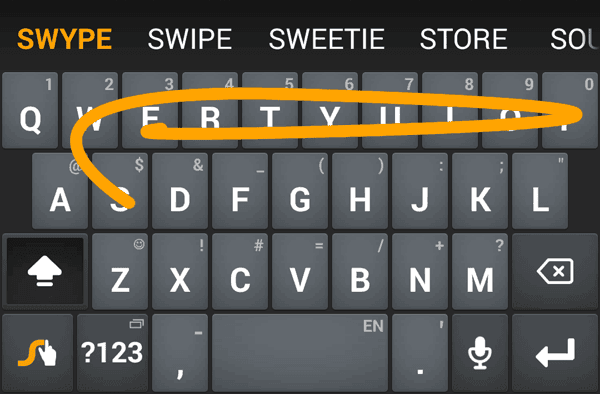 SWYPE SWIPE SWEETIE STORE SOU
1 2 3 4 5 6 7 8 9 0
Q W E R T Y U I O P
@ $ & _ ( ) : ; "
A S D F G H J K L
! # = / + ?
Z X C V B N M
- EN '
?123 , .